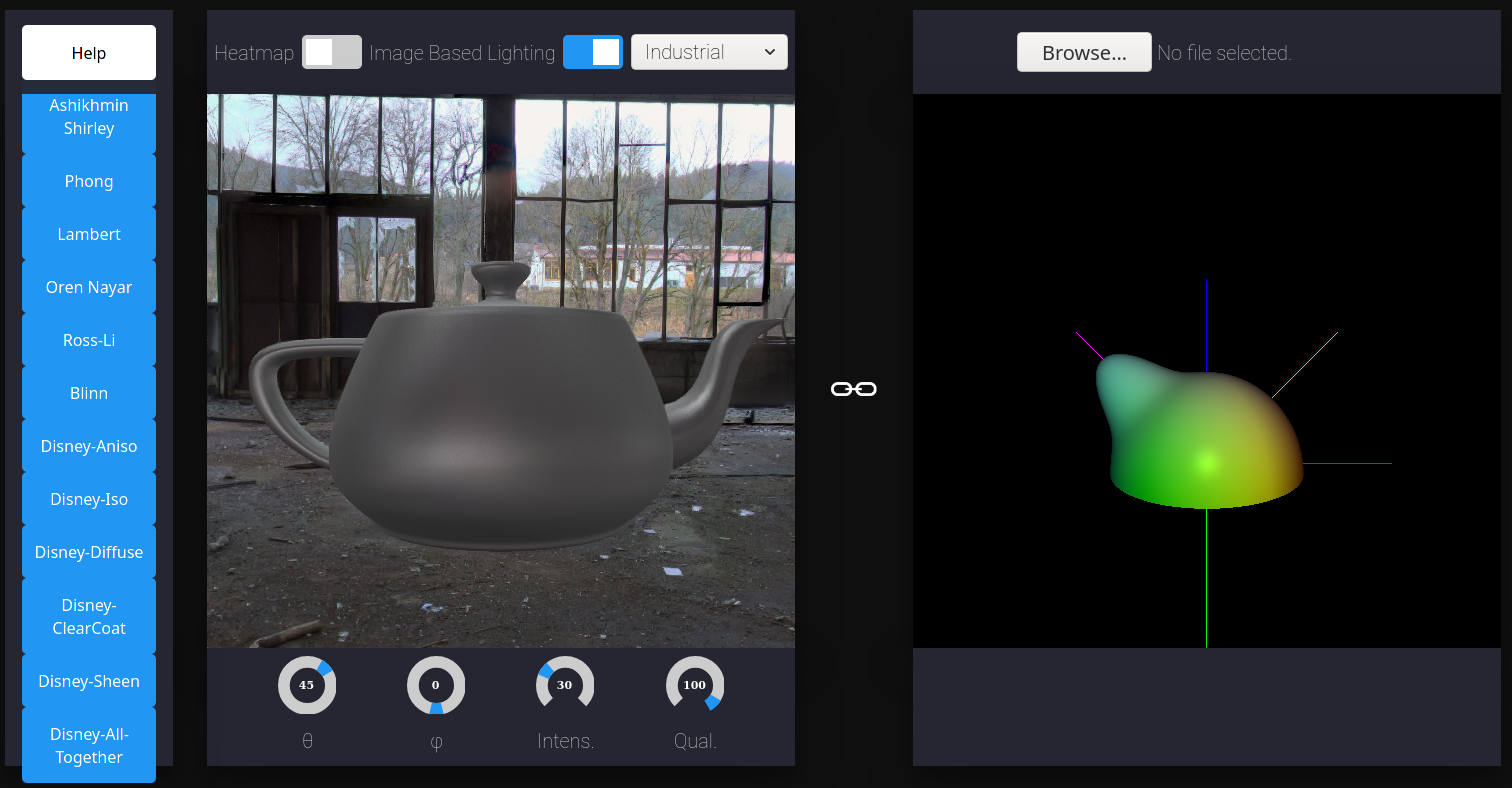 Help
Ashikhmin
Shirley
Phong
Lambert
Oren Nayar
Ross-Li
Blinn
Disney-Aniso
Disney-Iso
Disney-Diffuse
Disney-
ClearCoat
Disney-Sheen
Disney-All-
Together
Heatmap Image Based Lighting Industrial
45 0 30 100
θ φ Intens. Qual.
Browse... No file selected.